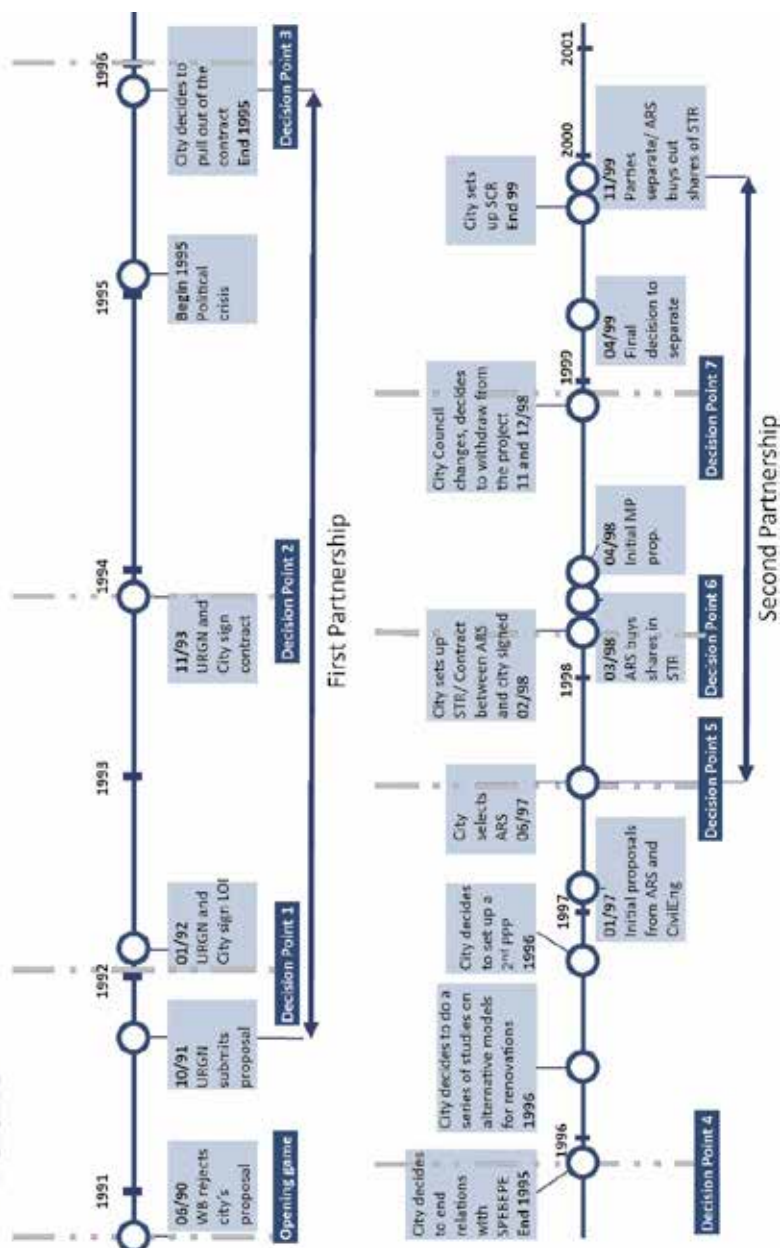 1991
1992
1993
1994
1995
1996
06/90
WB rejects
city's
proposal
Opening game
10/91
URGN
submits
proposal
01/92
URGN and
City sign LOI
Decision Point 1
11/93
URGN and
City sign
contract
Decision Point 2
Begin 1995
Political
crisis
City decides to
pull out of the
contract
End 1995
Decision Point 3
First Partnership
City decides
to end
relations
with
End 1995
1996
Decision Point 4
City decides to do a
series of studies on
alternative models
for renovations
1996
City decides
to set up a
2nd PPP
1996
1997
01/97
Initial proposals
from ARS and
CivilEng
City
selects
ARS
06/97
Decision Point 5
City sets up
STR/ Contract
between ARS
and city signed
02/98
1998
03/98
ARS buys
shares in
STR
Decision Point 6
04/98
Initial MP
prop.
City Council
changes, decides
to withdraw from
the project
11 and 12/98
1999
Decision Point 7
04/99
Final
decision to
separate
City sets
up SCR
End 99
2000
11/99
Parties
separate/ ARS
buys out
shares of STR
2001
Second Partnership